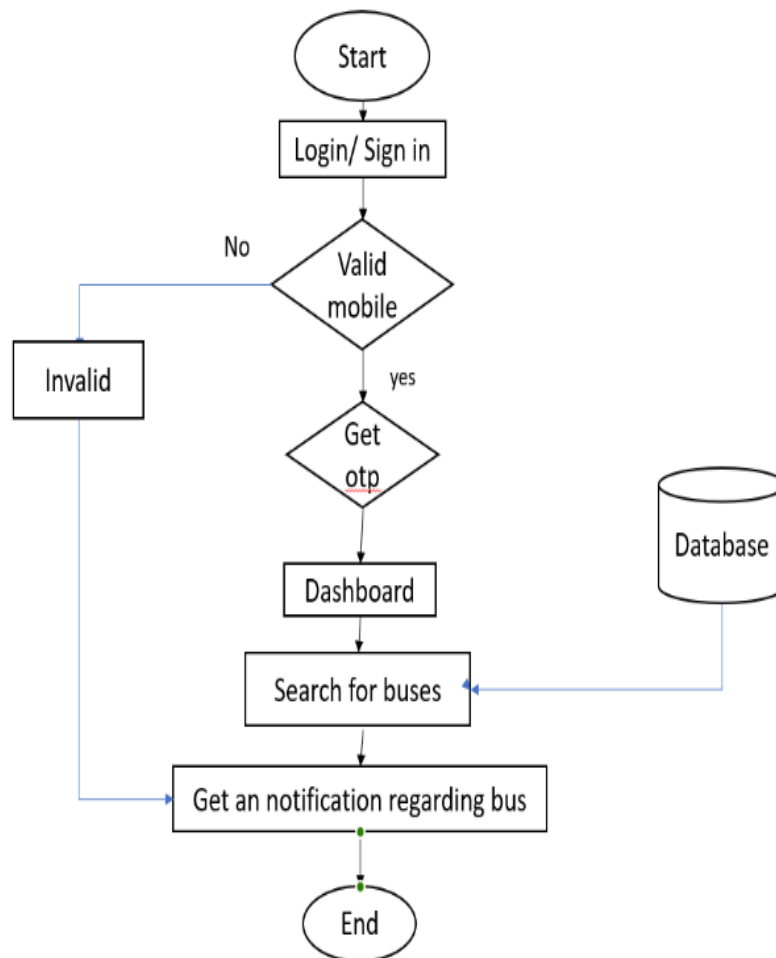 Start
Login/ Sign in
No
Valid
mobile
Invalid
yes
Get
otp
Database
Dashboard
Search for buses
Get an notification regarding bus
End